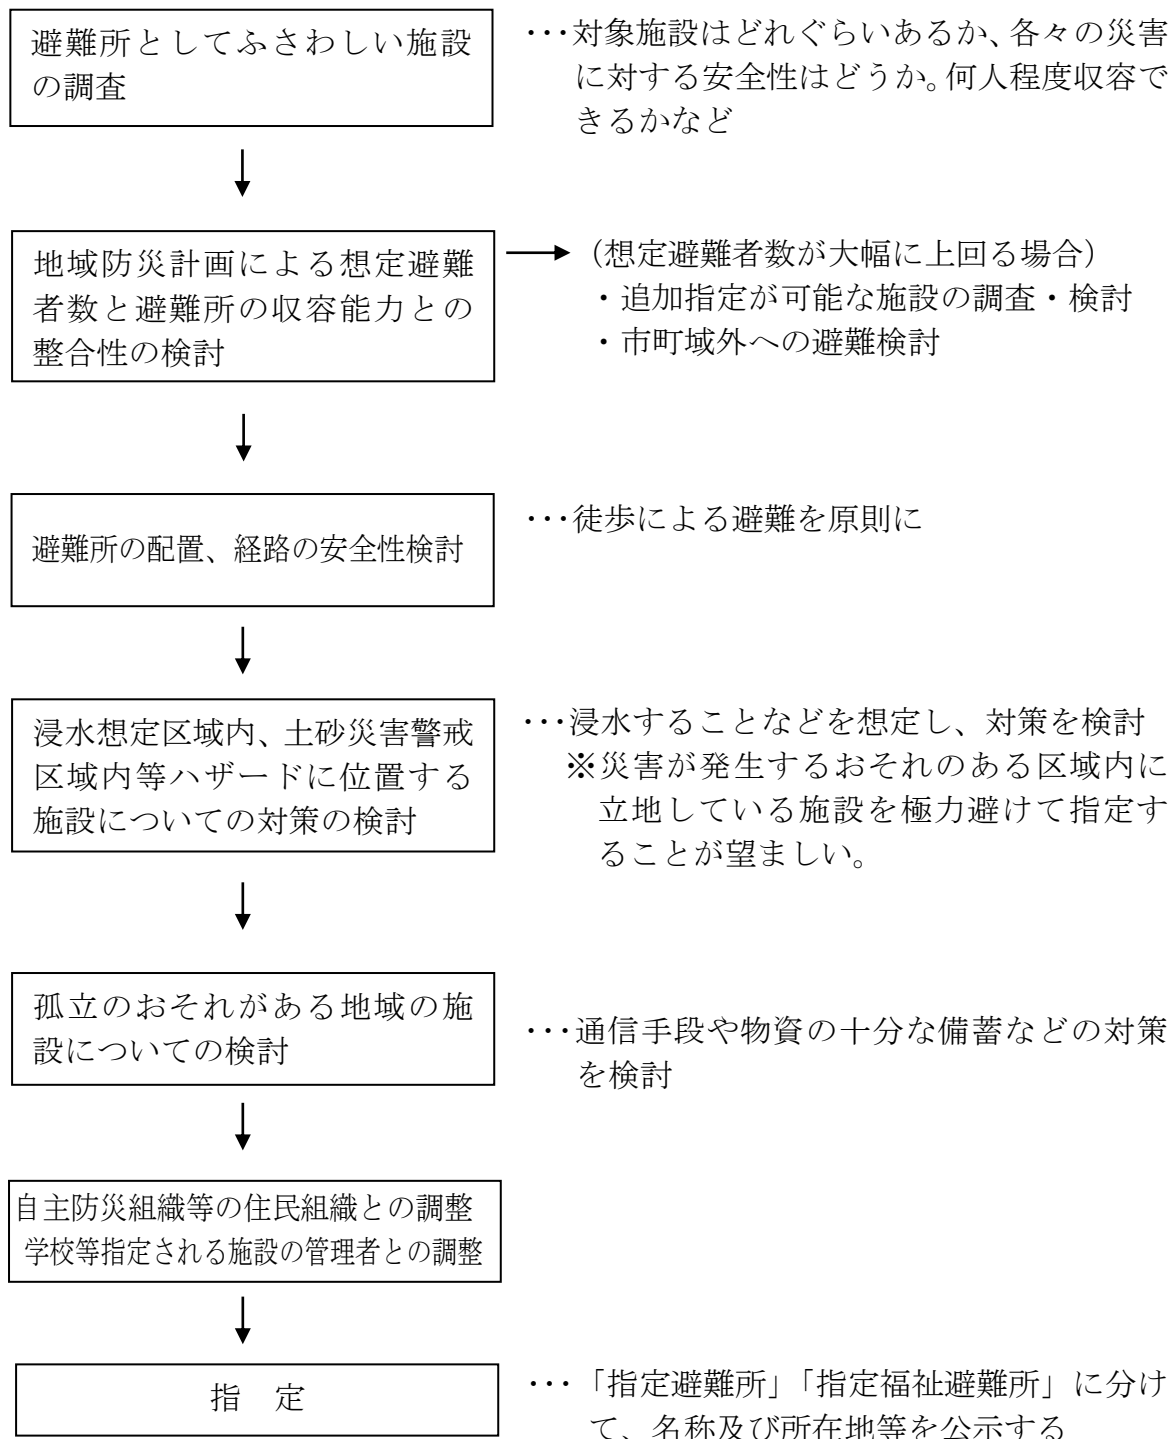 避難所としてふさわしい施設
の調査
･･･対象施設はどれぐらいあるか、各々の災害
に対する安全性はどうか。何人程度収容で
きるかなど
地域防災計画による想定避難
者数と避難所の収容能力との
整合性の検討
(想定避難者数が大幅に上回る場合)
・追加指定が可能な施設の調査・検討
・市町域外への避難検討
避難所の配置、経路の安全性検討
･･･徒歩による避難を原則に
浸水想定区域内、土砂災害警戒
区域内等ハザードに位置する
施設についての対策の検討
･･･浸水することなどを想定し、対策を検討
※災害が発生するおそれのある区域内に
立地している施設を極力避けて指定す
ることが望ましい。
孤立のおそれがある地域の施
設についての検討
･･･通信手段や物資の十分な備蓄などの対策
を検討
自主防災組織等の住民組織との調整
学校等指定される施設の管理者との調整
指　定
･･･「指定避難所」「指定福祉避難所」に分け
て、名称及び所在地等を公示する